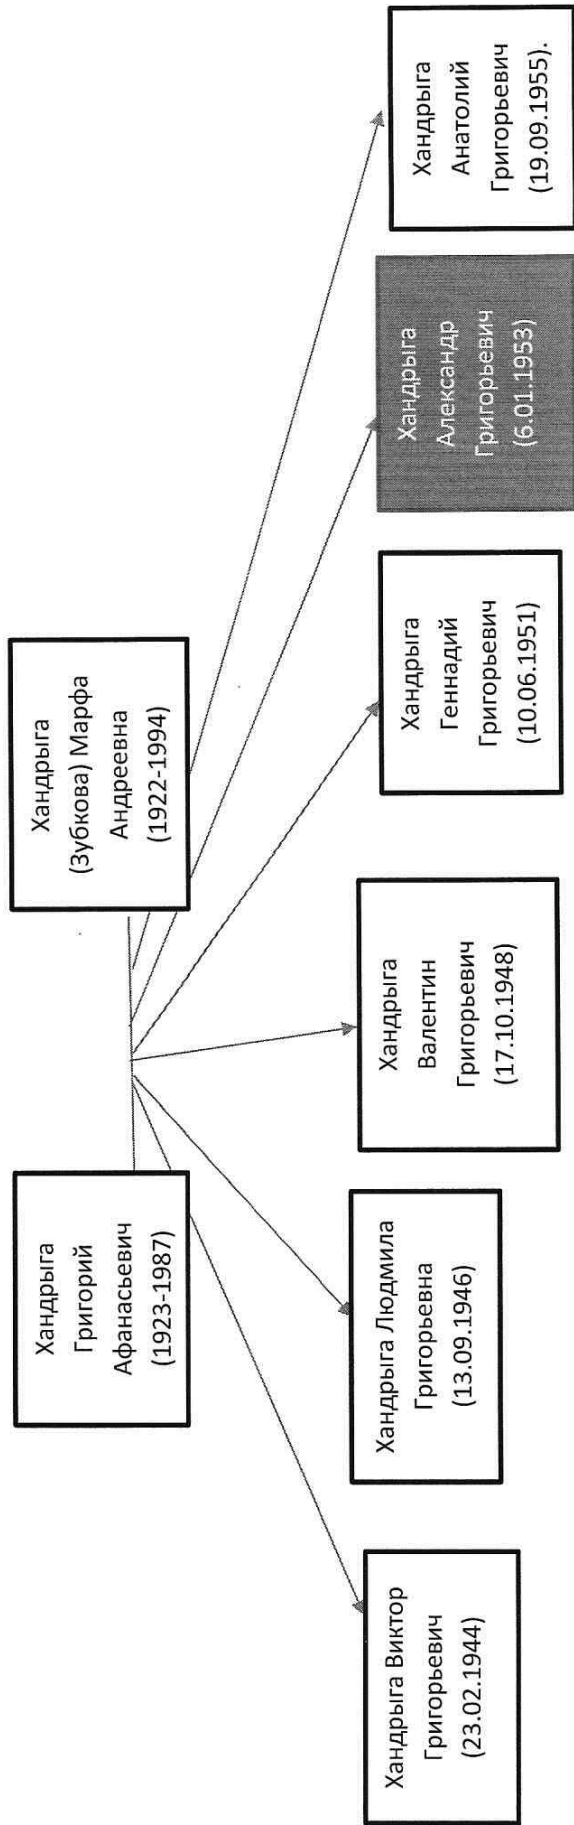 Хандрыга
Григорий
Афанасьевич
(1923-1987)
Хандрыга
(Зубкова) Марфа
Андреевна
(1922-1994)
Хандрыга Виктор
Григорьевич
(23.02.1944)
Хандрыга Людмила
Григорьевна
(13.09.1946)
Хандрыга
Валентин
Григорьевич
(17.10.1948)
Хандрыга
Геннадий
Григорьевич
(10.06.1951)
Хандрыга
Александр
Григорьевич
(6.01.1953)
Хандрыга
Анатолий
Григорьевич
(19.09.1955).